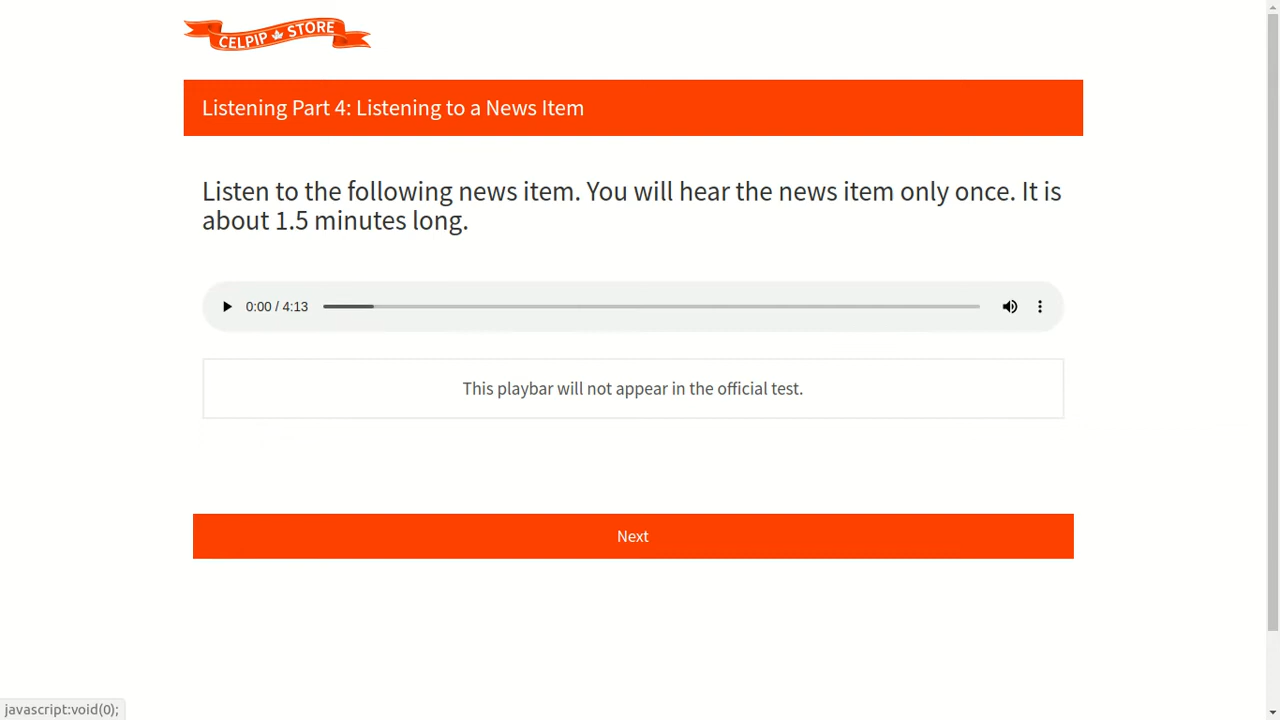 CELPIP STORE
Listening Part 4: Listening to a News Item
Listen to the following news item. You will hear the news item only once. It is
about 1.5 minutes long.
0:00 / 4:13
This playbar will not appear in the official test.
Next
javascript:void(0);